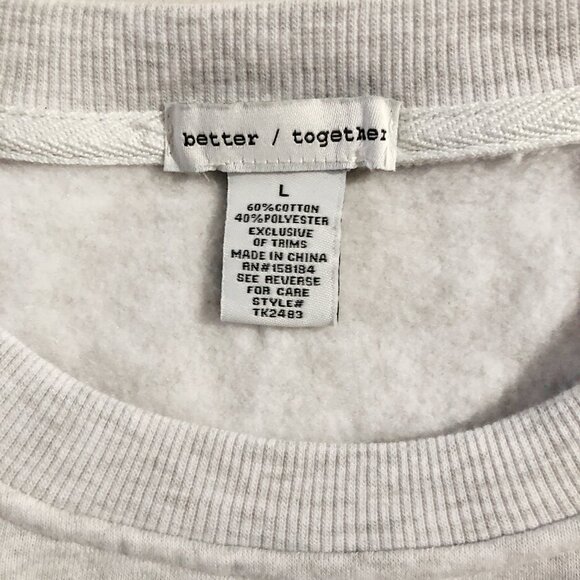 better / together
L
60%COTTON
40%POLYESTER
EXCLUSIVE
OF TRIMS
MADE IN CHINA
RN#158184
SEE REVERSE
FOR CARE
STYLE#
TK2483